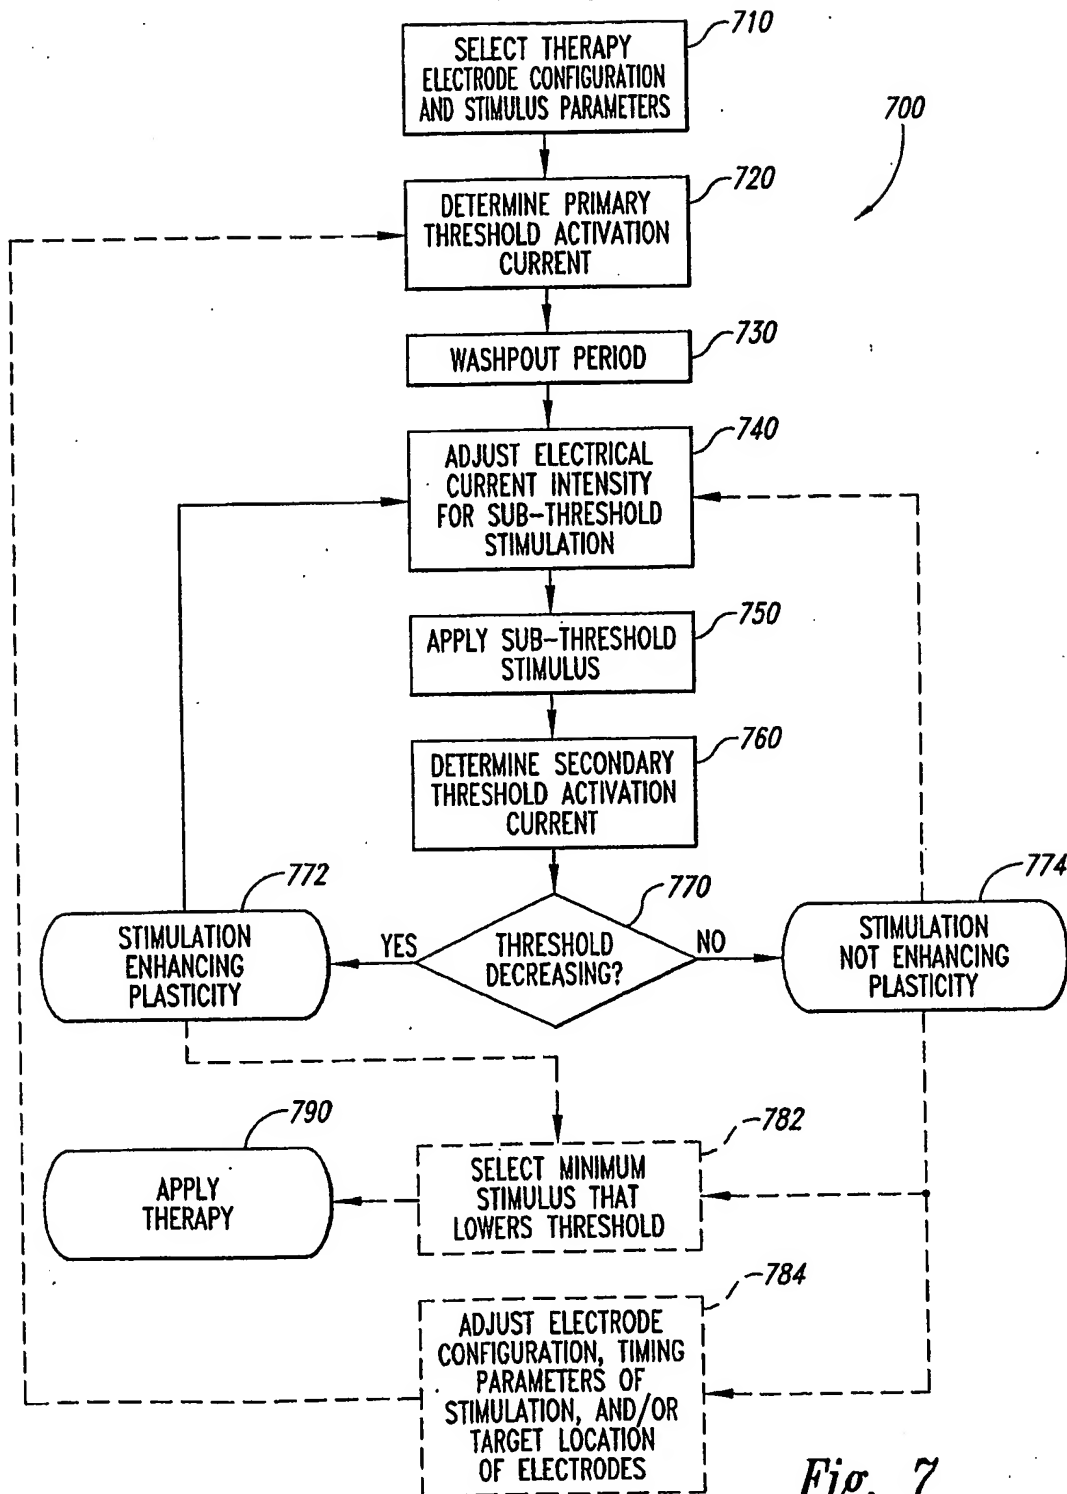 710
SELECT THERAPY
ELECTRODE CONFIGURATION
AND STIMULUS PARAMETERS
700
720
DETERMINE PRIMARY
THRESHOLD ACTIVATION
CURRENT
730
WASHPOUT PERIOD
740
ADJUST ELECTRICAL
CURRENT INTENSITY
FOR SUB-THRESHOLD
STIMULATION
750
APPLY SUB-THRESHOLD
STIMULUS
760
DETERMINE SECONDARY
THRESHOLD ACTIVATION
CURRENT
772
STIMULATION
ENHANCING
PLASTICITY
YES
770
THRESHOLD
DECREASING?
NO
774
STIMULATION
NOT ENHANCING
PLASTICITY
790
APPLY
THERAPY
782
SELECT MINIMUM
STIMULUS THAT
LOWERS THRESHOLD
784
ADJUST ELECTRODE
CONFIGURATION, TIMING
PARAMETERS OF
STIMULATION, AND/OR
TARGET LOCATION
OF ELECTRODES
Fig. 7